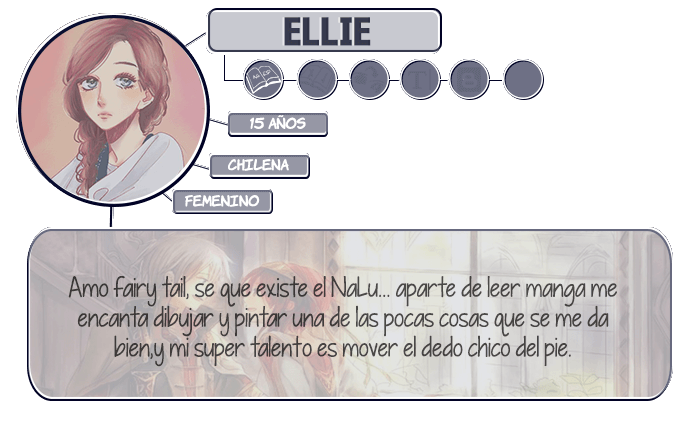 ELLIE
15 AÑOS
CHILENA
FEMENINO
Amo fairy tail, se que existe el NaLu... aparte de leer manga me
encanta dibujar y pintar una de las pocas cosas que se me da
bien,y mi super talento es mover el dedo chico del pie.